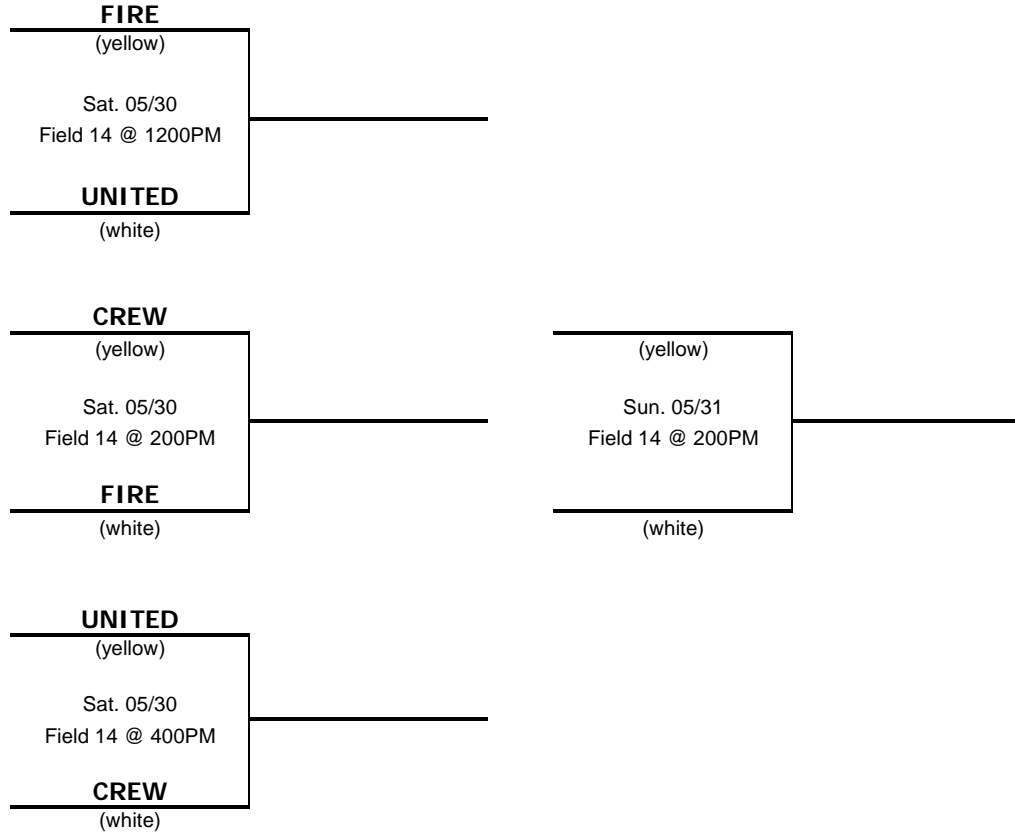 FIRE
(yellow)
Sat. 05/30
Field 14 @ 1200PM
UNITED
(white)
CREW
(yellow)
Sat. 05/30
Field 14 @ 200PM
FIRE
(white)
(yellow)
Sun. 05/31
Field 14 @ 200PM
(white)
UNITED
(yellow)
Sat. 05/30
Field 14 @ 400PM
CREW
(white)